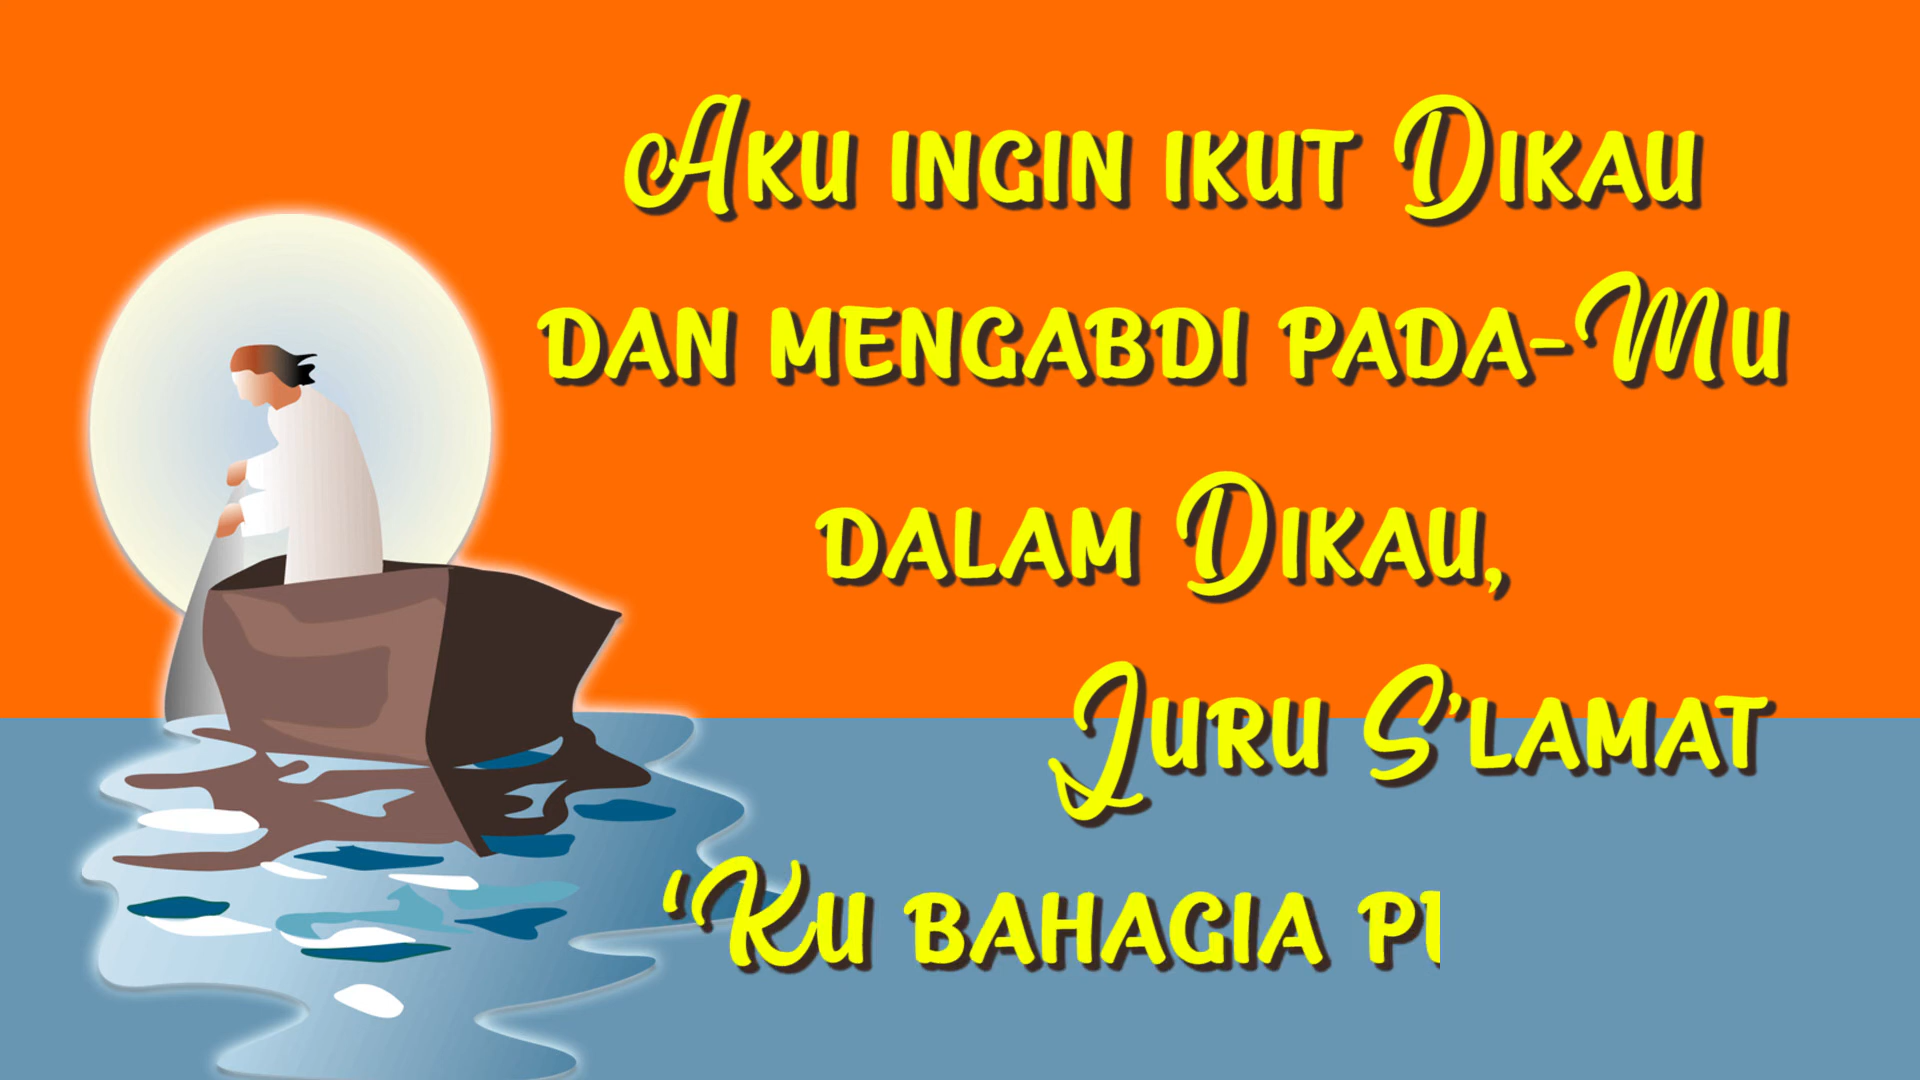 Aku ingin ikut Dikau
dan mengabdi pada-Mu
dalam Dikau,
Juru S'lamat
'Ku bahagia